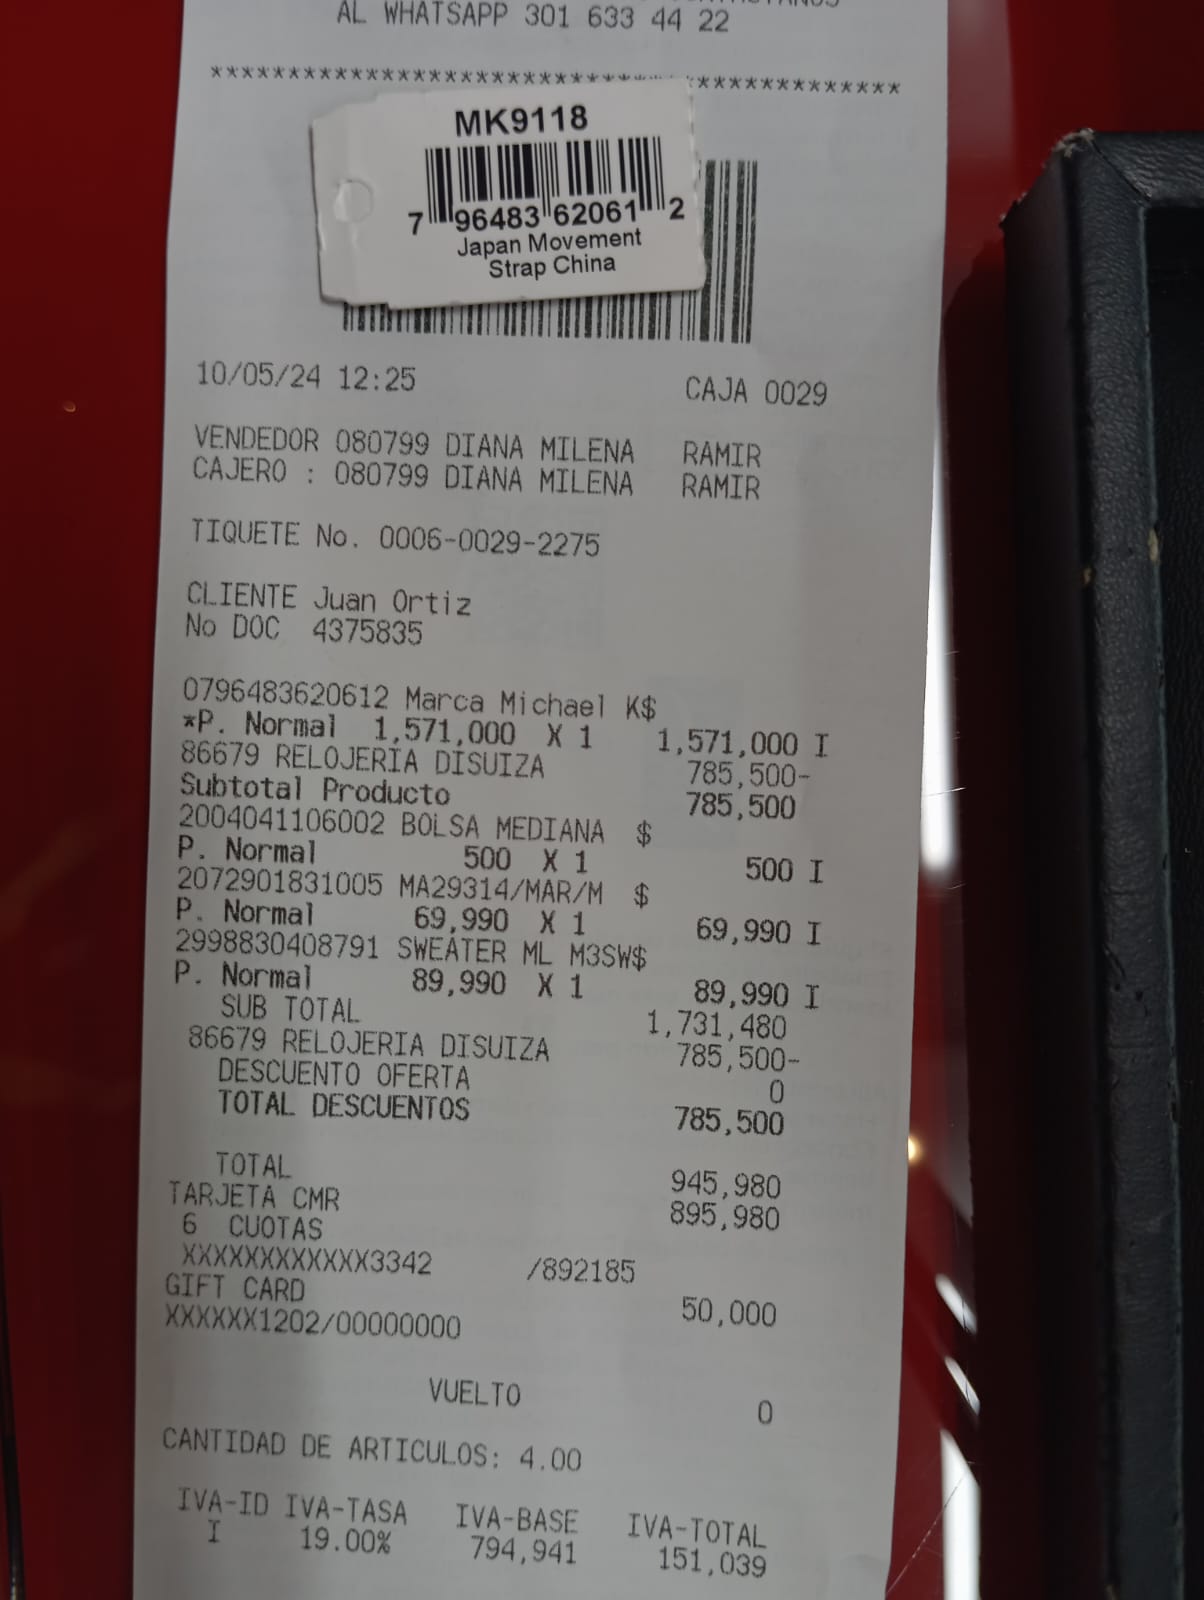 AL WHATSAPP 301 633 44 22
********************************************
MK9118
7 96483 62061 2
Japan Movement
Strap China
10/05/24 12:25 CAJA 0029
VENDEDOR 080799 DIANA MILENA RAMIR
CAJERO : 080799 DIANA MILENA RAMIR
TIQUETE No. 0006-0029-2275
CLIENTE Juan Ortiz
No DOC 4375835
0796483620612 Marca Michael K$
*P. Normal 1,571,000 X 1 1,571,000 I
86679 RELOJERIA DISUIZA 785,500-
Subtotal Producto 785,500
2004041106002 BOLSA MEDIANA $
P. Normal 500 X 1 500 I
2072901831005 MA29314/MAR/M $
P. Normal 69,990 X 1 69,990 I
2998830408791 SWEATER ML M3SW$
P. Normal 89,990 X 1 89,990 I
SUB TOTAL 1,731,480
86679 RELOJERIA DISUIZA 785,500-
DESCUENTO OFERTA 0
TOTAL DESCUENTOS 785,500
TOTAL 945,980
TARJETA CMR 895,980
6 CUOTAS
XXXXXXXXXXXX3342 /892185
GIFT CARD 50,000
XXXXXX1202/00000000
VUELTO 0
CANTIDAD DE ARTICULOS: 4.00
IVA-ID IVA-TASA IVA-BASE IVA-TOTAL
I 19.00% 794,941 151,039